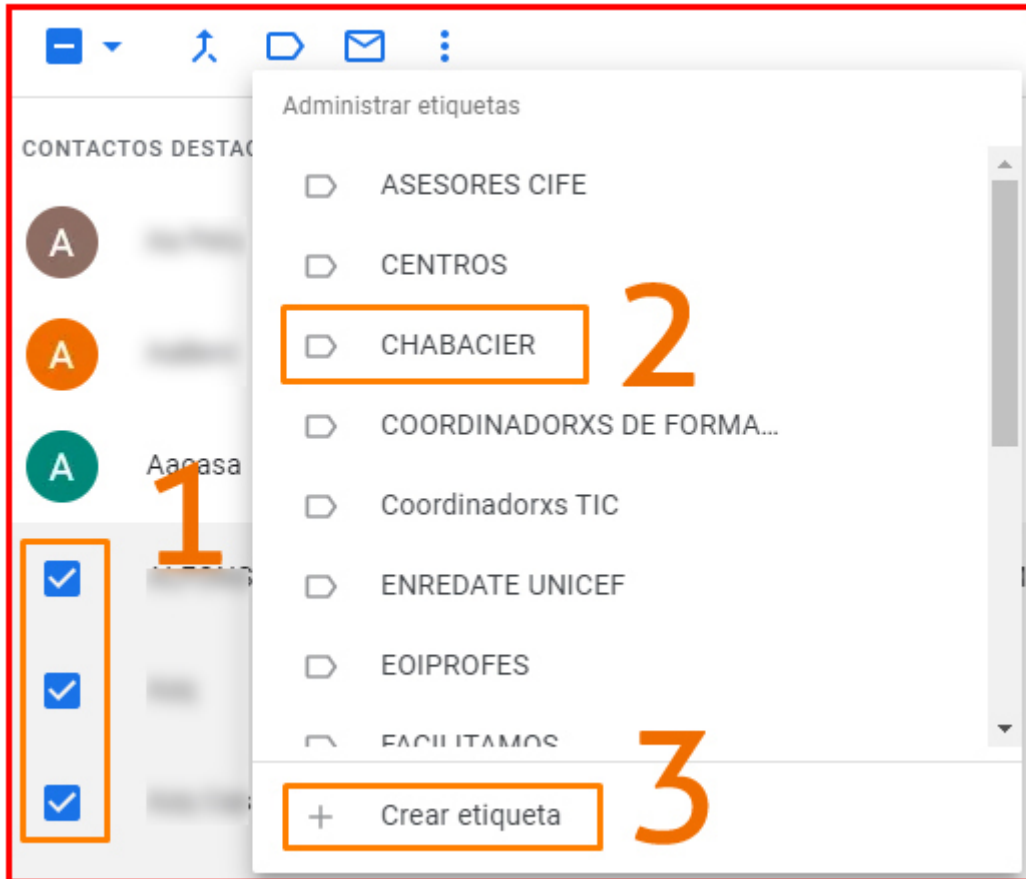 Administrar etiquetas
CONTACTOS DESTAC
ASESORES CIFE
A
CENTROS
2
CHABACIER
A
COORDINADORXS DE FORMA...
A
Aacasa
1
Coordinadorxs TIC
ENREDATE UNICEF
EOIPROFES
FACILITAMOS
3
+ Crear etiqueta